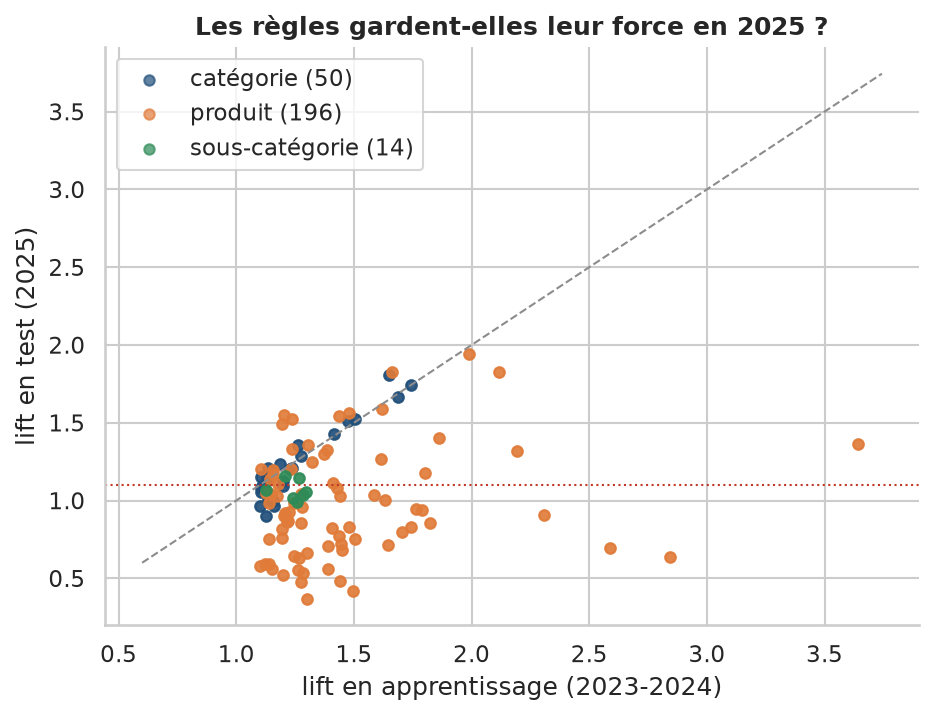 Les règles gardent-elles leur force en 2025 ?
catégorie (50)
produit (196)
sous-catégorie (14)
lift en test (2025)
3.5
3.0
2.5
2.0
1.5
1.0
0.5
0.5 1.0 1.5 2.0 2.5 3.0 3.5
lift en apprentissage (2023-2024)